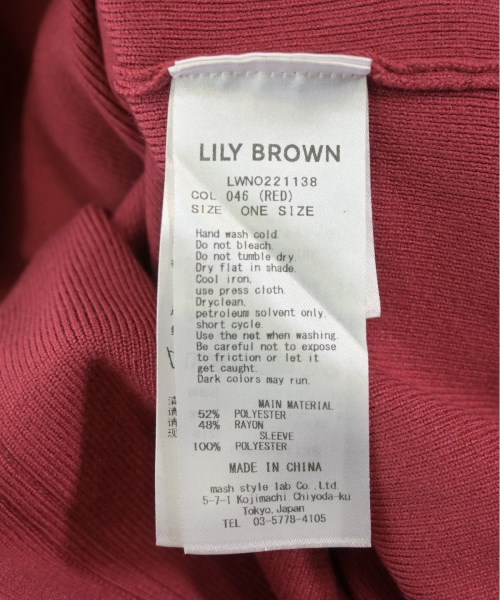 LILY BROWN
LWNO221138
COL 046 (RED)
SIZE ONE SIZE
Hand wash cold.
Do not bleach.
Do not tumble dry.
Dry flat in shade.
Cool iron,
use press cloth.
Dryclean,
petroleum solvent only,
short cycle.
Use the net when washing.
Be careful not to expose
to friction or let it
get caught.
Dark colors may run.
MAIN MATERIAL
52% POLYESTER
48% RAYON
SLEEVE
100% POLYESTER
MADE IN CHINA
mash style lab Co.,Ltd.
5-7-1 Kojimachi Chiyoda-ku
Tokyo,Japan
TEL 03-5778-4105